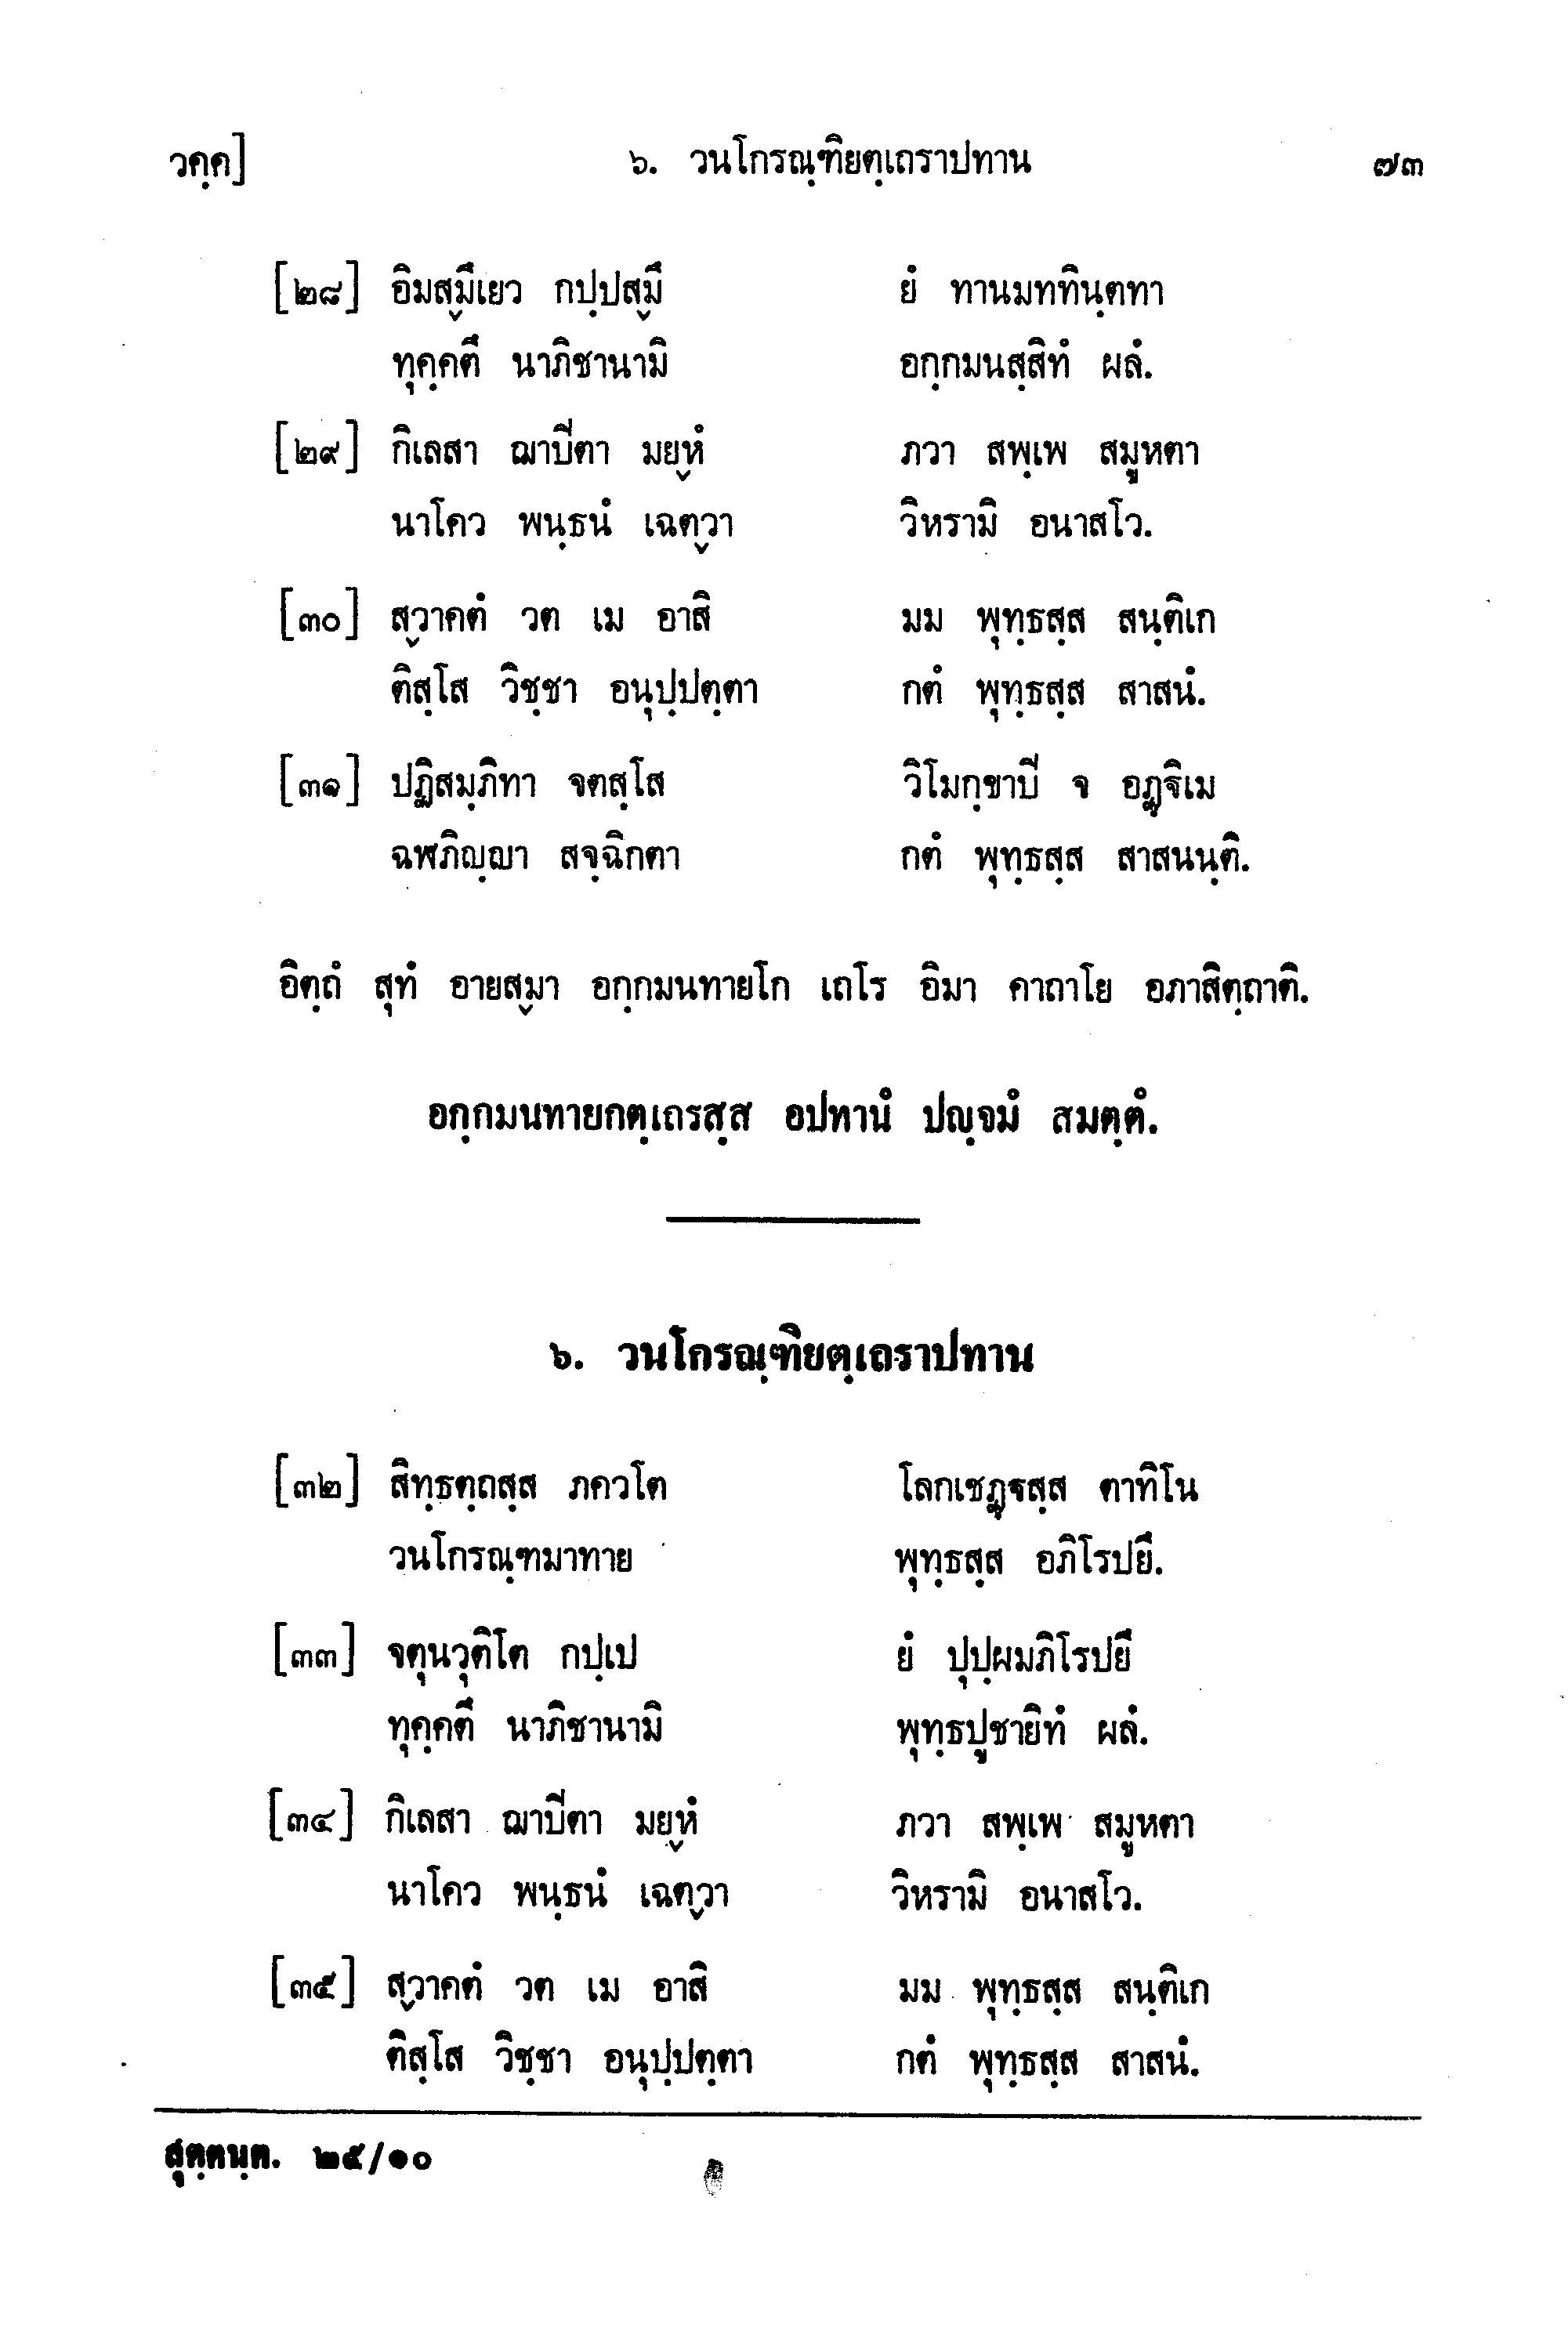 วคฺค] ๖. วนโกรณฺฑิยตฺเถราปทาน ๗๓
[๒๘] อิมสฺมึเยว กปฺปสฺมึ ยํ ทานมททินฺตทา
ทุคฺคตึ นาภิชานามิ อกฺกมนสฺสิทํ ผลํ.
[๒๙] กิเลสา ฌาปีตา มยฺหํ ภวา สพฺเพ สมูหตา
นาโคว พนฺธนํ เฉตฺวา วิหรามิ อนาสโว.
[๓๐] สฺวาคตํ วต เม อาสิ มม พุทฺธสฺส สนฺติเก
ติสฺโส วิชฺชา อนุปฺปตฺตา กตํ พุทฺธสฺส สาสนํ.
[๓๑] ปฏิสมฺภิทา จตสฺโส วิโมกฺขาปี จ อฏฺฐิเม
ฉฬภิญฺญา สจฺฉิกตา กตํ พุทฺธสฺส สาสนนฺติ.
อิตฺถํ สุทํ อายสฺมา อกฺกมนทายโก เถโร อิมา คาถาโย อภาสิตฺถาติ.
อกฺกมนทายกตฺเถรสฺส อปทานํ ปญฺจมํ สมตฺตํ.
๖. วนโกรณฺฑิยตฺเถราปทาน
[๓๒] สิทฺธตฺถสฺส ภควโต โลกเชฏฺฐสฺส ตาทิโน
วนโกรณฺฑมาทาย พุทฺธสฺส อภิโรปยึ.
[๓๓] จตุนวุติโต กปฺเป ยํ ปุปฺผมภิโรปยึ
ทุคฺคตึ นาภิชานามิ พุทฺธปูชายิทํ ผลํ.
[๓๔] กิเลสา ฌาปีตา มยฺหํ ภวา สพฺเพ สมูหตา
นาโคว พนฺธนํ เฉตฺวา วิหรามิ อนาสโว.
[๓๕] สฺวาคตํ วต เม อาสิ มม พุทฺธสฺส สนฺติเก
ติสฺโส วิชฺชา อนุปฺปตฺตา กตํ พุทฺธสฺส สาสนํ.
สุตฺตนฺต. ๒๕/๑๐